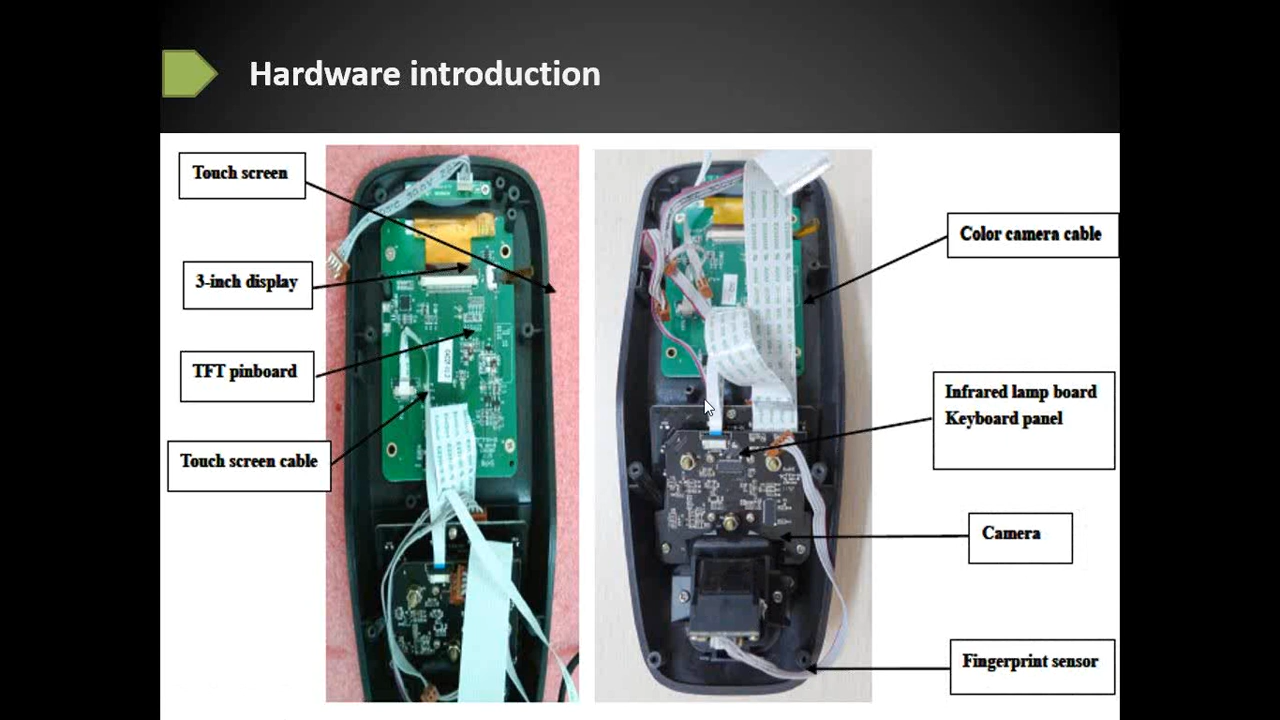 Hardware introduction
Touch screen
3-inch display
TFT pinboard
Touch screen cable
Color camera cable
Infrared lamp board
Keyboard panel
Camera
Fingerprint sensor